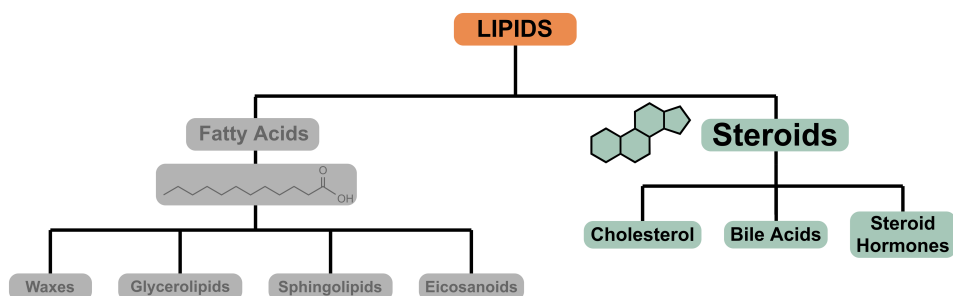 LIPIDS
Fatty Acids
Steroids
O
OH
Cholesterol
Bile Acids
Steroid
Hormones
Waxes
Glycerolipids
Sphingolipids
Eicosanoids